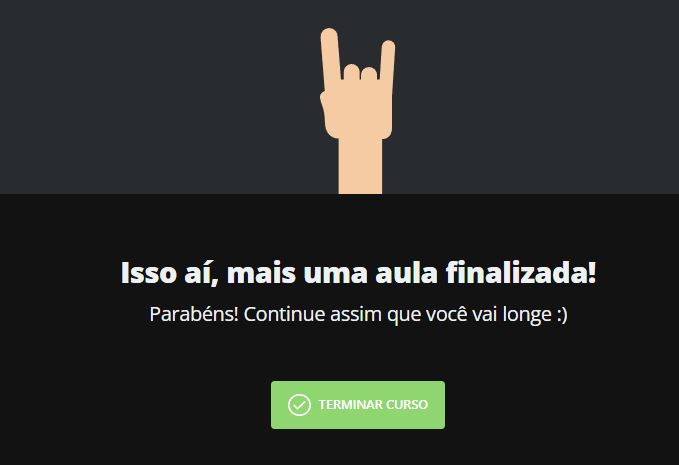 Isso aí, mais uma aula finalizada!
Parabéns! Continue assim que você vai longe :)
TERMINAR CURSO